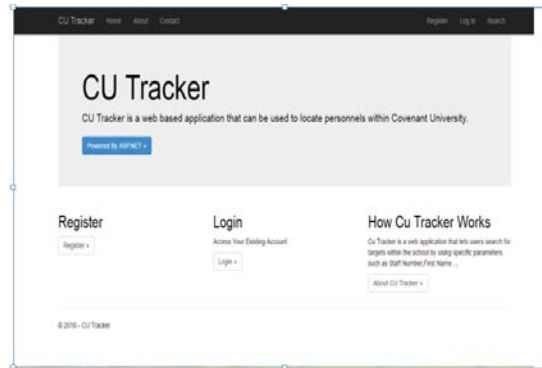 CU Tracker Home About Contact Register Log in Search
CU Tracker
CU Tracker is a web based application that can be used to locate personnels within Covenant University.
Powered By ASP.NET »
Register
Register »
Login
Access Your Existing Account
Login »
How Cu Tracker Works
Cu Tracker is a web application that lets users search for
targets within the school by using specific parameters
such as Staff Number,First Name ...
About CU Tracker »
© 2016 - CU Tracker